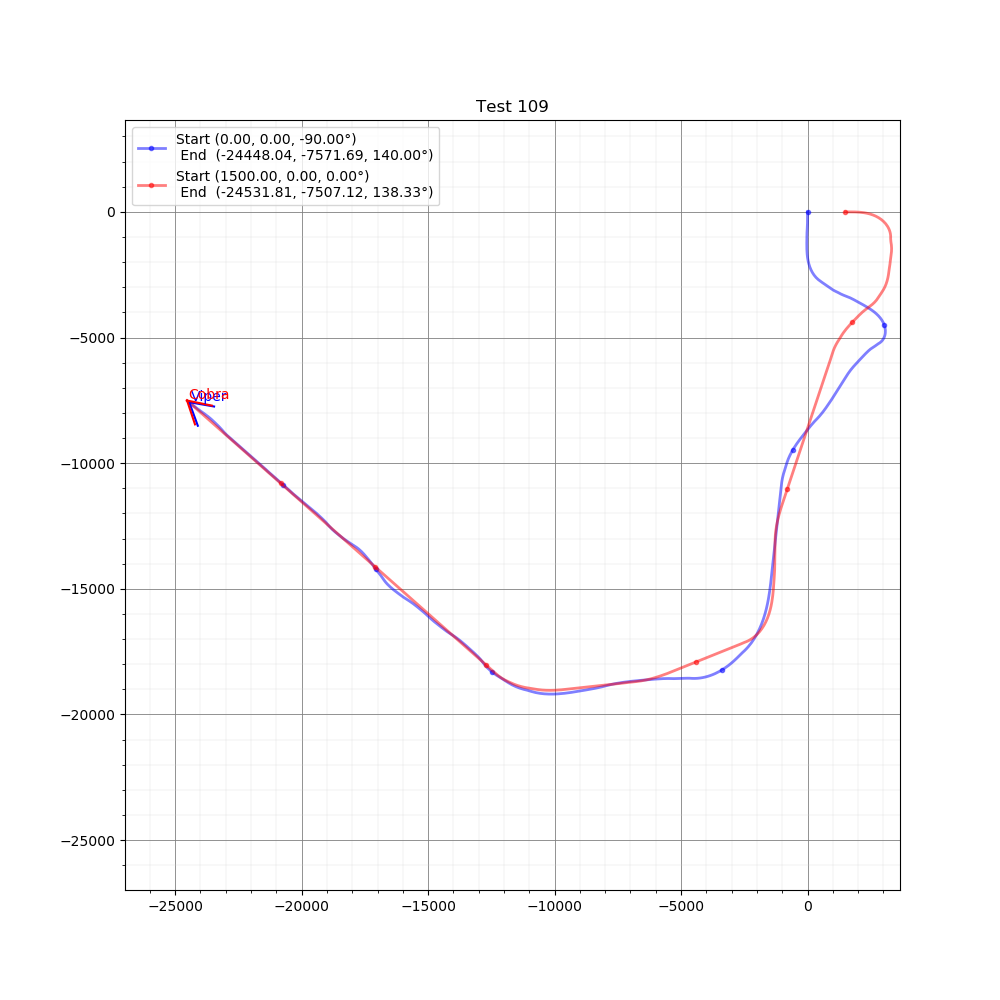 Test 109
Start (0.00, 0.00, -90.00°)
End  (-24448.04, -7571.69, 140.00°)
Start (1500.00, 0.00, 0.00°)
End  (-24531.81, -7507.12, 138.33°)
0
−5000
−10000
−15000
−20000
−25000
Cobra
Viper
−25000
−20000
−15000
−10000
−5000
0